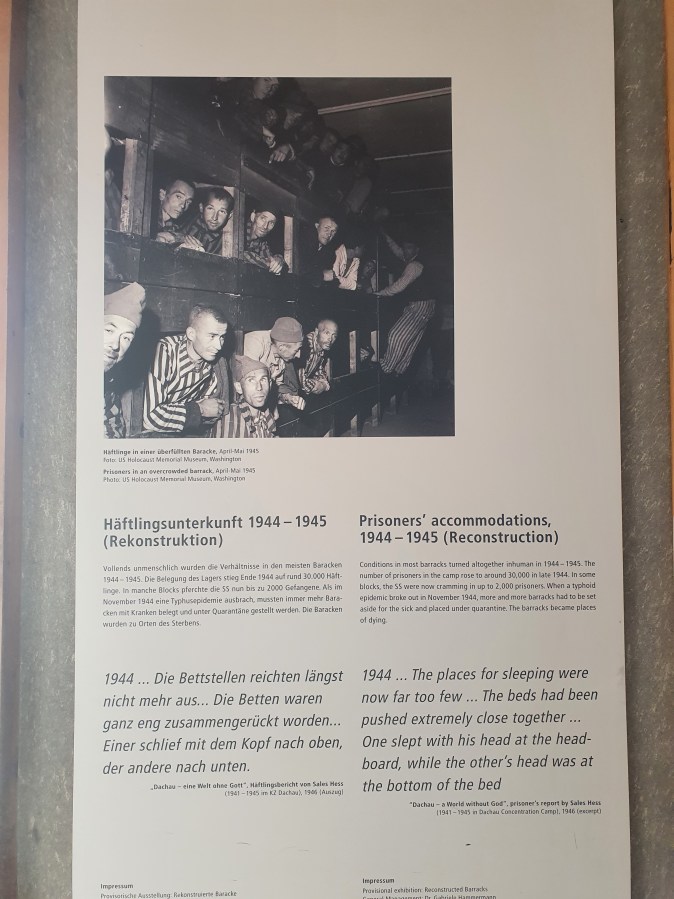 Häftlinge in einer überfüllten Baracke, April-Mai 1945
Foto: US Holocaust Memorial Museum, Washington
Prisoners in an overcrowded barrack, April-Mai 1945
Photo: US Holocaust Memorial Museum, Washington
Häftlingsunterkunft 1944 – 1945
(Rekonstruktion)
Vollends unmenschlich wurden die Verhältnisse in den meisten Baracken
1944 – 1945. Die Belegung des Lagers stieg Ende 1944 auf rund 30.000 Häft-
linge. In manche Blocks pferchte die SS nun bis zu 2000 Gefangene. Als im
November 1944 eine Typhusepidemie ausbrach, mussten immer mehr Bara-
cken mit Kranken belegt und unter Quarantäne gestellt werden. Die Baracken
wurden zu Orten des Sterbens.
1944 ... Die Bettstellen reichten längst
nicht mehr aus... Die Betten waren
ganz eng zusammengerückt worden...
Einer schlief mit dem Kopf nach oben,
der andere nach unten.
„Dachau – eine Welt ohne Gott", Häftlingsbericht von Sales Hess
(1941 – 1945 im KZ Dachau), 1946 (Auszug)
Impressum
Provisorische Ausstellung: Rekonstruierte Baracke
Prisoners' accommodations,
1944 – 1945 (Reconstruction)
Conditions in most barracks turned altogether inhuman in 1944 – 1945. The
number of prisoners in the camp rose to around 30,000 in late 1944. In some
blocks, the SS were now cramming in up to 2,000 prisoners. When a typhoid
epidemic broke out in November 1944, more and more barracks had to be set
aside for the sick and placed under quarantine. The barracks became places
of dying.
1944 ... The places for sleeping were
now far too few ... The beds had been
pushed extremely close together ...
One slept with his head at the head-
board, while the other's head was at
the bottom of the bed
"Dachau – a World without God", prisoner's report by Sales Hess
(1941 – 1945 in Dachau Concentration Camp), 1946 (excerpt)
Impressum
Provisional exhibition: Reconstructed Barracks
General Management: Dr. Gabriele Hammermann